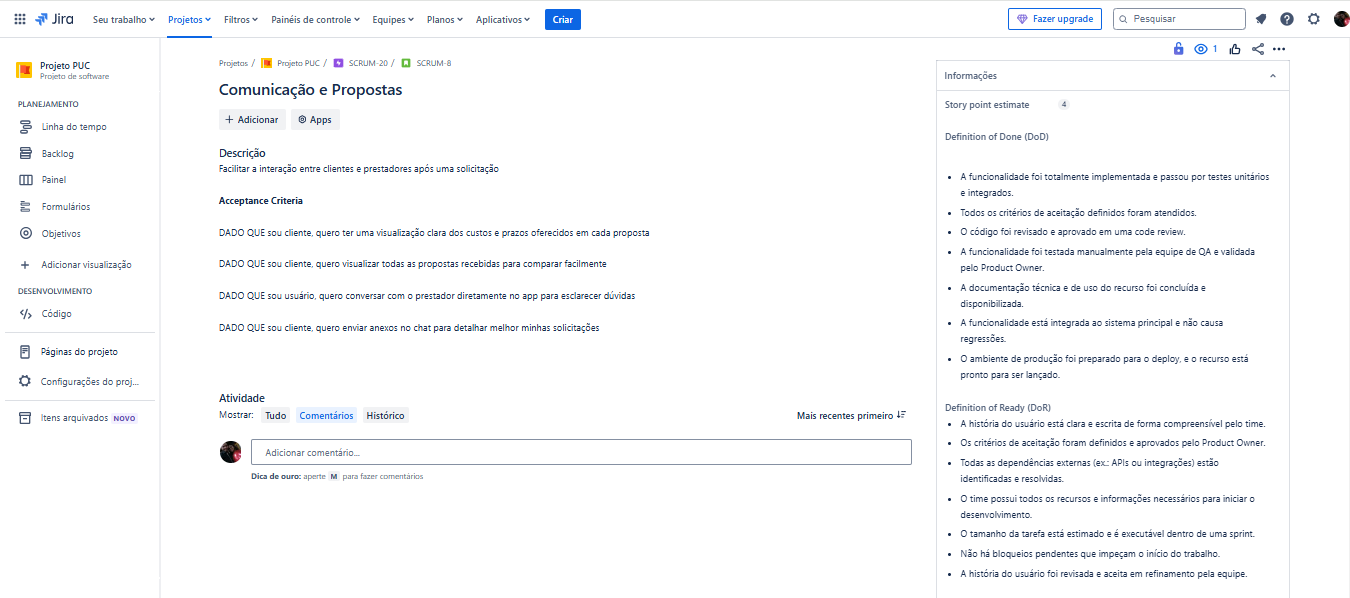 Jira
Seu trabalho
Projetos
Filtros
Painéis de controle
Equipes
Planos
Aplicativos
Criar
Fazer upgrade
Pesquisar
Projeto PUC
Projeto de software
PLANEJAMENTO
Linha do tempo
Backlog
Painel
Formulários
Objetivos
Adicionar visualização
DESENVOLVIMENTO
Código
Páginas do projeto
Configurações do proj...
Itens arquivados NOVO
Projetos / Projeto PUC / SCRUM-20 / SCRUM-8
Comunicação e Propostas
Adicionar
Apps
Descrição
Facilitar a interação entre clientes e prestadores após uma solicitação
Acceptance Criteria
DADO QUE sou cliente, quero ter uma visualização clara dos custos e prazos oferecidos em cada proposta
DADO QUE sou cliente, quero visualizar todas as propostas recebidas para comparar facilmente
DADO QUE sou usuário, quero conversar com o prestador diretamente no app para esclarecer dúvidas
DADO QUE sou cliente, quero enviar anexos no chat para detalhar melhor minhas solicitações
Atividade
Mostrar: Tudo Comentários Histórico
Mais recentes primeiro
Adicionar comentário...
Dica de ouro: aperte M para fazer comentários
1
Informações
Story point estimate 4
Definition of Done (DoD)
• A funcionalidade foi totalmente implementada e passou por testes unitários
e integrados.
• Todos os critérios de aceitação definidos foram atendidos.
• O código foi revisado e aprovado em uma code review.
• A funcionalidade foi testada manualmente pela equipe de QA e validada
pelo Product Owner.
• A documentação técnica e de uso do recurso foi concluída e
disponibilizada.
• A funcionalidade está integrada ao sistema principal e não causa
regressões.
• O ambiente de produção foi preparado para o deploy, e o recurso está
pronto para ser lançado.
Definition of Ready (DoR)
• A história do usuário está clara e escrita de forma compreensível pelo time.
• Os critérios de aceitação foram definidos e aprovados pelo Product Owner.
• Todas as dependências externas (ex.: APIs ou integrações) estão
identificadas e resolvidas.
• O time possui todos os recursos e informações necessários para iniciar o
desenvolvimento.
• O tamanho da tarefa está estimado e é executável dentro de uma sprint.
• Não há bloqueios pendentes que impeçam o início do trabalho.
• A história do usuário foi revisada e aceita em refinamento pela equipe.